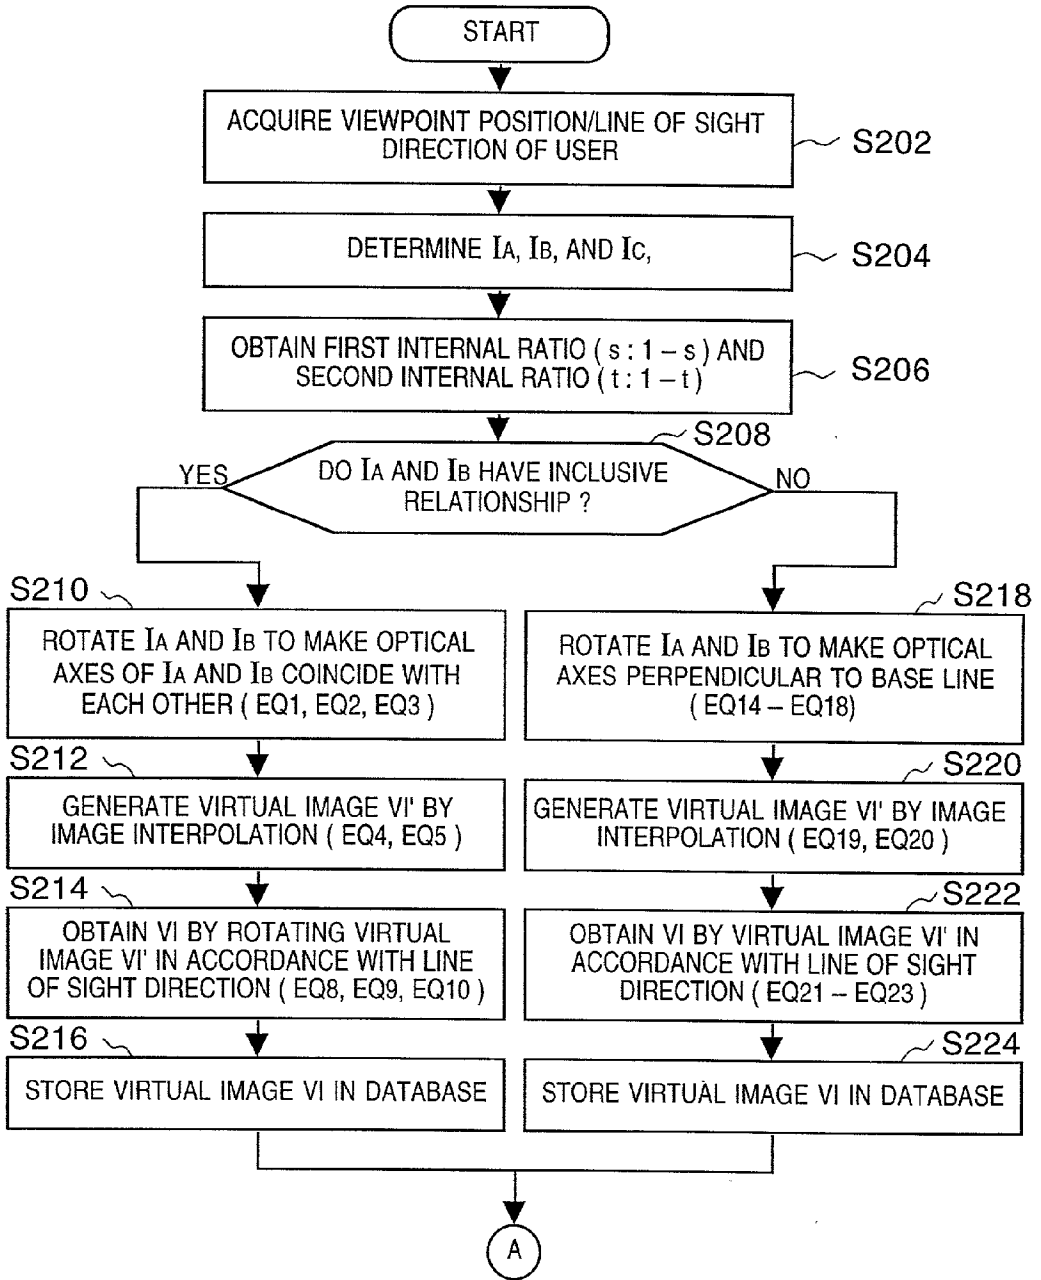 START
ACQUIRE VIEWPOINT POSITION/LINE OF SIGHT
DIRECTION OF USER
S202
DETERMINE IA, IB, AND IC,
S204
OBTAIN FIRST INTERNAL RATIO ( s : 1 – s ) AND
SECOND INTERNAL RATIO ( t : 1 – t )
S206
S208
YES
DO IA AND IB HAVE INCLUSIVE
RELATIONSHIP ?
NO
S210
ROTATE IA AND IB TO MAKE OPTICAL
AXES OF IA AND IB COINCIDE WITH
EACH OTHER ( EQ1, EQ2, EQ3 )
S218
ROTATE IA AND IB TO MAKE OPTICAL
AXES PERPENDICULAR TO BASE LINE
( EQ14 – EQ18)
S212
GENERATE VIRTUAL IMAGE VI' BY
IMAGE INTERPOLATION ( EQ4, EQ5 )
S220
GENERATE VIRTUAL IMAGE VI' BY IMAGE
INTERPOLATION ( EQ19, EQ20 )
S214
OBTAIN VI BY ROTATING VIRTUAL
IMAGE VI' IN ACCORDANCE WITH LINE
OF SIGHT DIRECTION ( EQ8, EQ9, EQ10 )
S222
OBTAIN VI BY VIRTUAL IMAGE VI' IN
ACCORDANCE WITH LINE OF SIGHT
DIRECTION ( EQ21 – EQ23 )
S216
STORE VIRTUAL IMAGE VI IN DATABASE
S224
STORE VIRTUAL IMAGE VI IN DATABASE
A